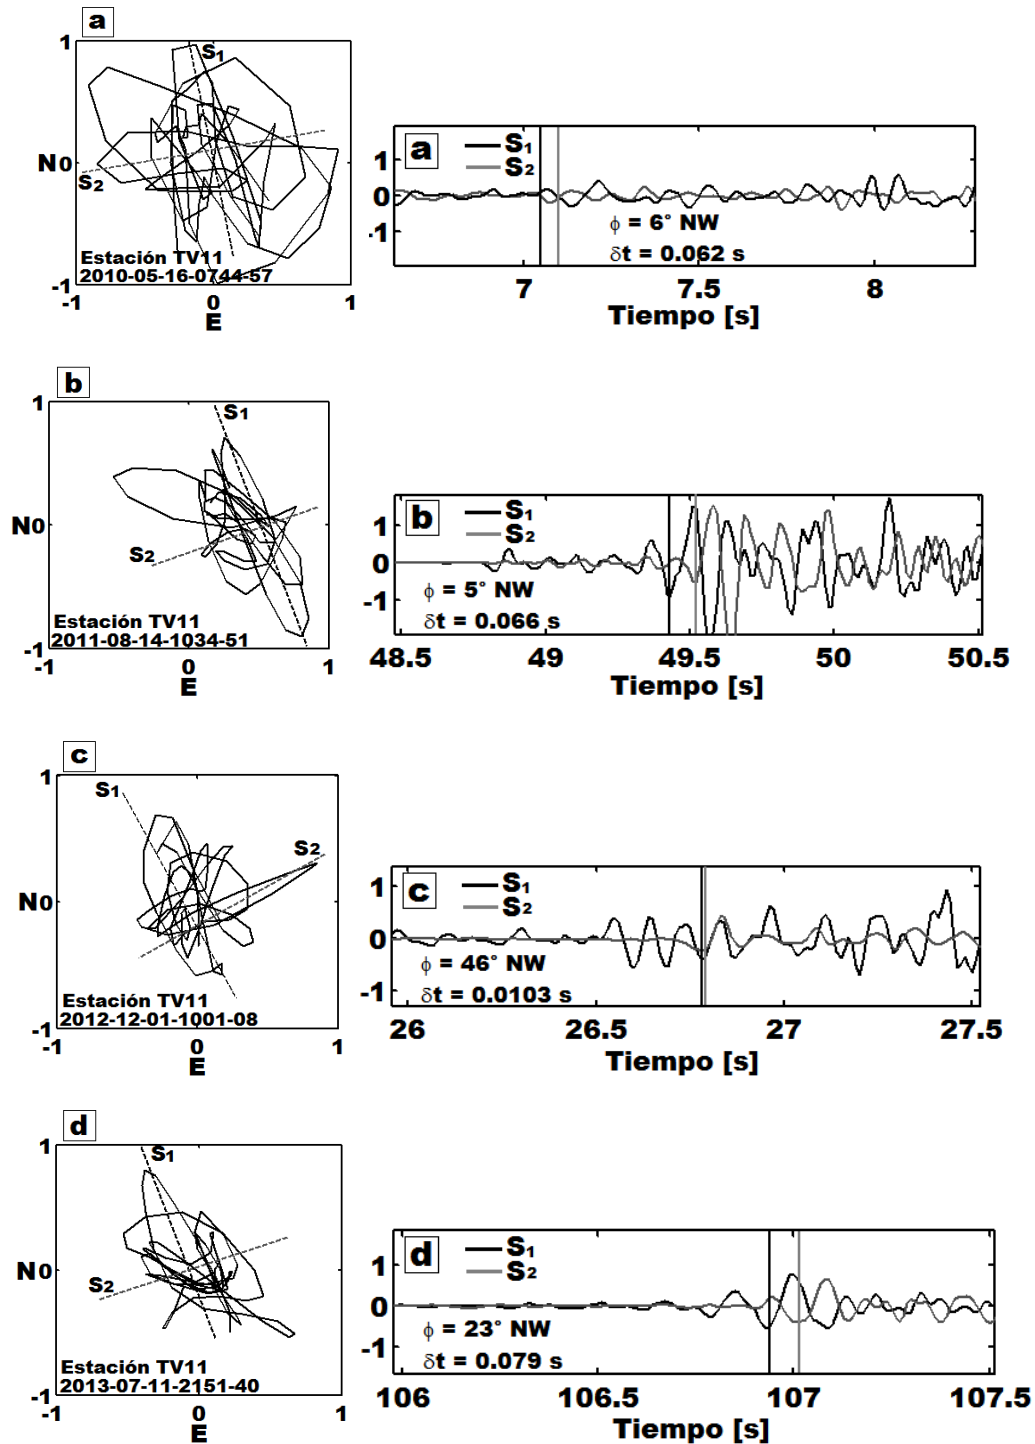 a
1
S1
N 0
S2
Estación TV11
2010-05-16-0744-57
-1
-1 0 1
E
a
S1
S2
1
0
-1
ϕ = 6° NW
δt = 0.062 s
7 7.5 8
Tiempo [s]
b
1
S1
N 0
S2
Estación TV11
2011-08-14-1034-51
-1
-1 0 1
E
b
S1
S2
1
0
-1
ϕ = 5° NW
δt = 0.066 s
48.5 49 49.5 50 50.5
Tiempo [s]
c
1
S1
S2
N 0
Estación TV11
2012-12-01-1001-08
-1
-1 0 1
E
c
S1
S2
1
0
-1
ϕ = 46° NW
δt = 0.0103 s
26 26.5 27 27.5
Tiempo [s]
d
1
S1
N 0
S2
Estación TV11
2013-07-11-2151-40
-1
-1 0 1
E
d
S1
S2
1
0
-1
ϕ = 23° NW
δt = 0.079 s
106 106.5 107 107.5
Tiempo [s]